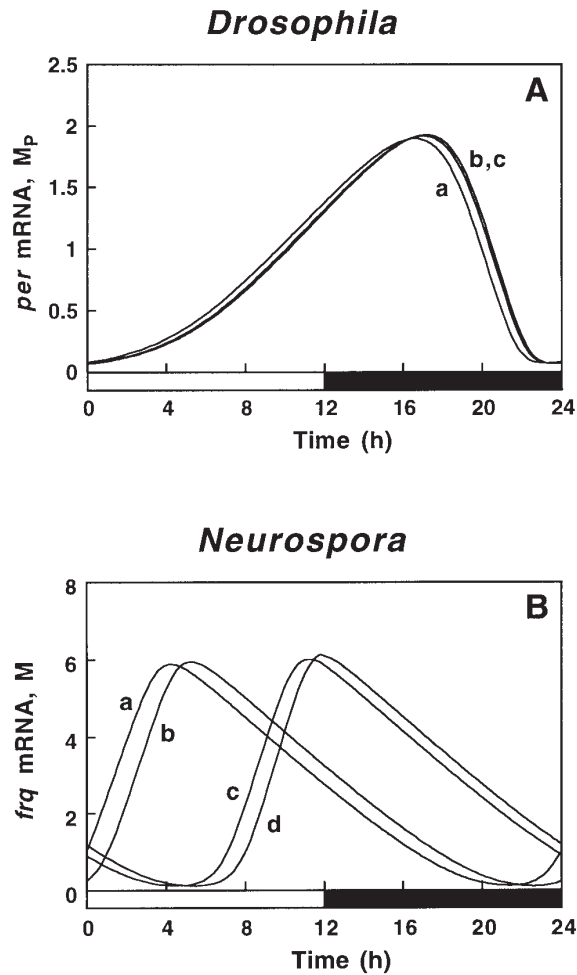 Drosophila
A
2.5
2
1.5
1
0.5
0
per mRNA, Mp
b,c
a
0 4 8 12 16 20 24
Time (h)
Neurospora
B
8
6
4
2
0
frq mRNA, M
a
b
c
d
0 4 8 12 16 20 24
Time (h)